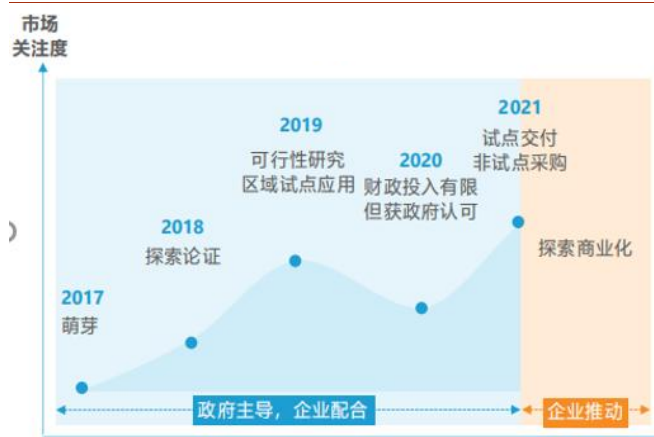 市场
关注度
2021
试点交付
非试点采购
2019
可行性研究
区域试点应用
2020
财政投入有限
但获政府认可
2018
探索论证
探索商业化
2017
萌芽
政府主导，企业配合
企业推动